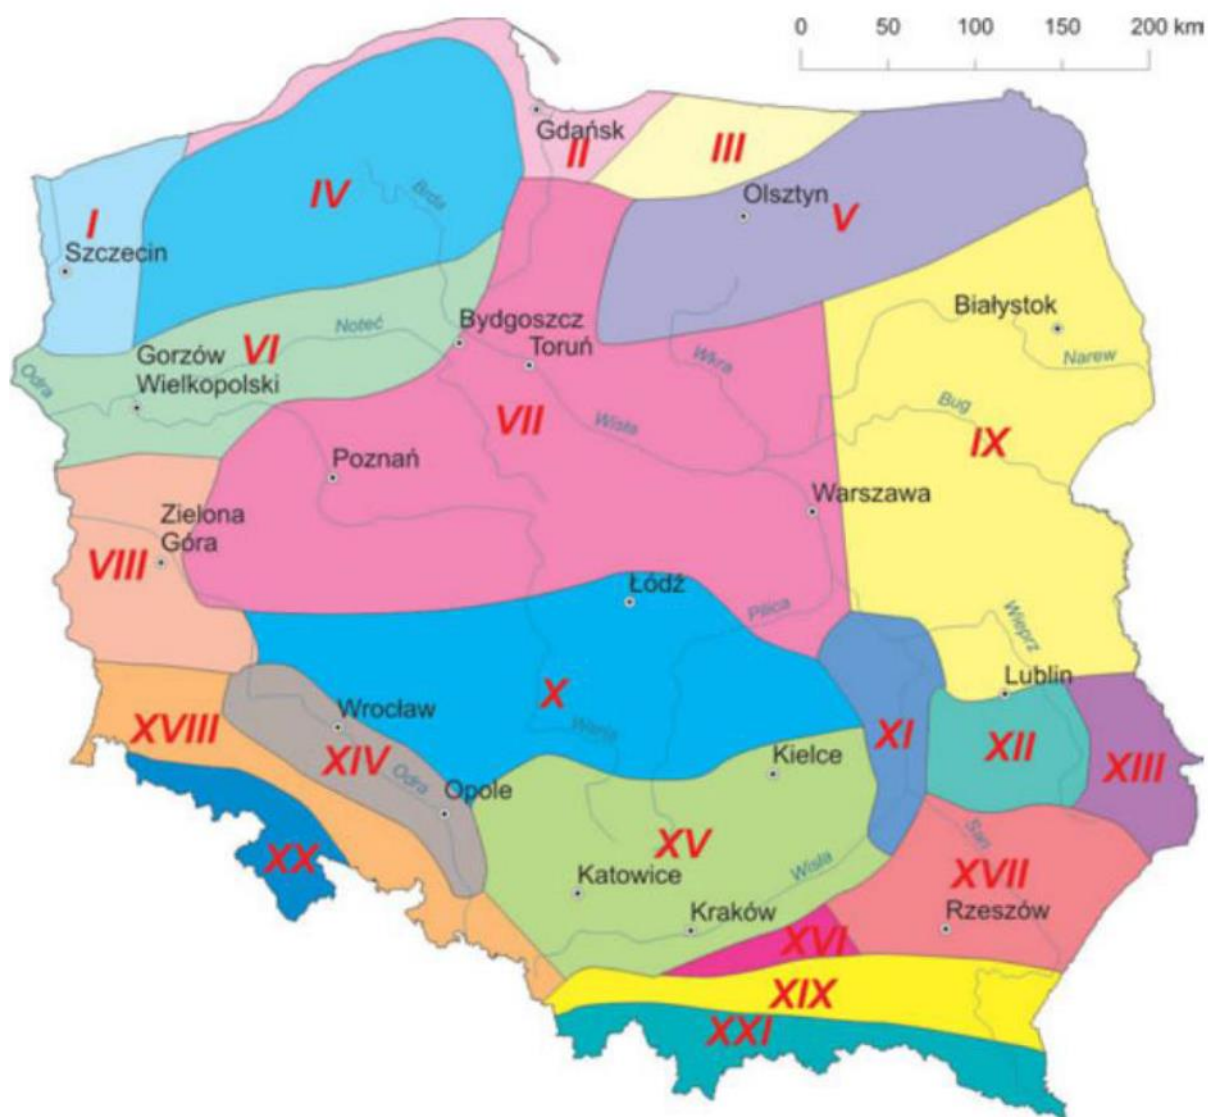 0 50 100 150 200 km
Gdańsk
II
III
IV
Brda
Olsztyn
V
I
Szczecin
Białystok
Narew
Bydgoszcz
Toruń
Noteć
VI
Gorzów
Wielkopolski
Odra
Wkra
Bug
VII
Wisła
IX
Poznań
Warszawa
Zielona
Góra
VIII
Łódź
Pilica
Wieprz
Lublin
X
Warta
Wrocław
XVIII
XIV
Odra
Opole
Kielce
XI
XII
XIII
San
XX
XV
Wisła
Katowice
Kraków
XVII
Rzeszów
XVI
XIX
XXI